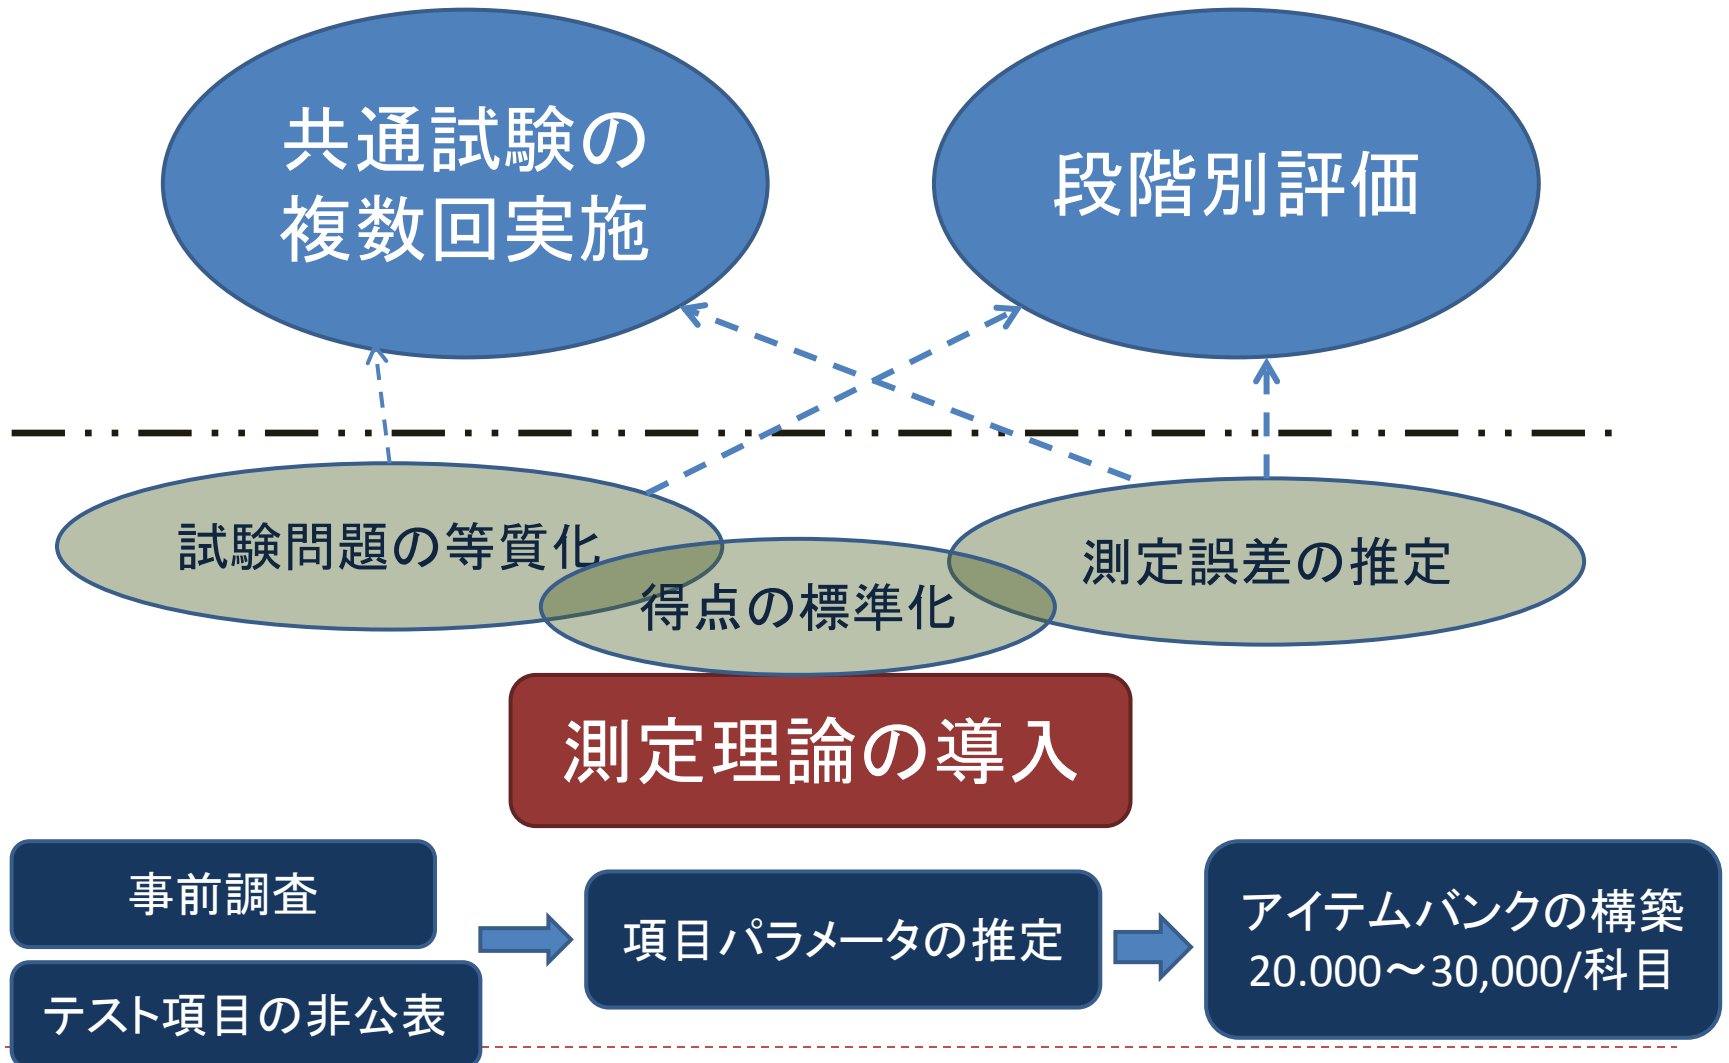 共通試験の
複数回実施
段階別評価
試験問題の等質化
得点の標準化
測定誤差の推定
測定理論の導入
事前調査
テスト項目の非公表
項目パラメータの推定
アイテムバンクの構築
20.000～30,000/科目